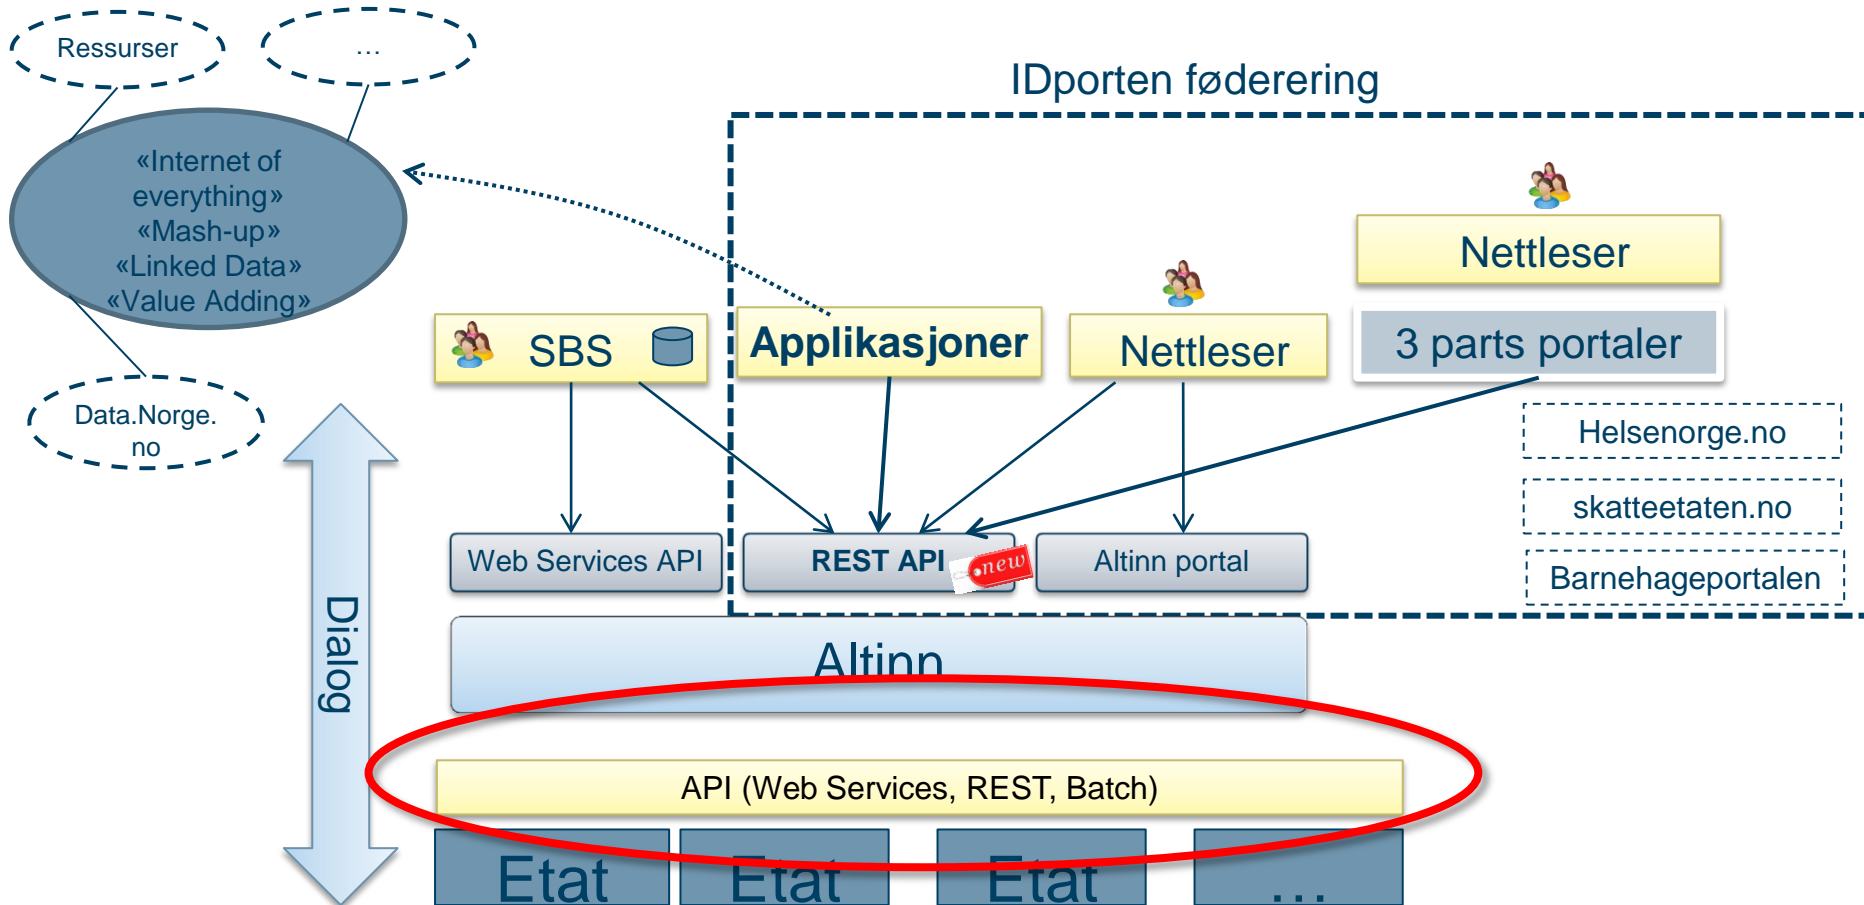 Ressurser
…
IDporten føderering
«Internet of
everything»
«Mash-up»
«Linked Data»
«Value Adding»
Nettleser
SBS
Applikasjoner
Nettleser
3 parts portaler
Data.Norge.
no
Helsenorge.no
skatteetaten.no
Barnehageportalen
Web Services API
REST API
new
Altinn portal
Dialog
Altinn
API (Web Services, REST, Batch)
Etat
Etat
Etat
…